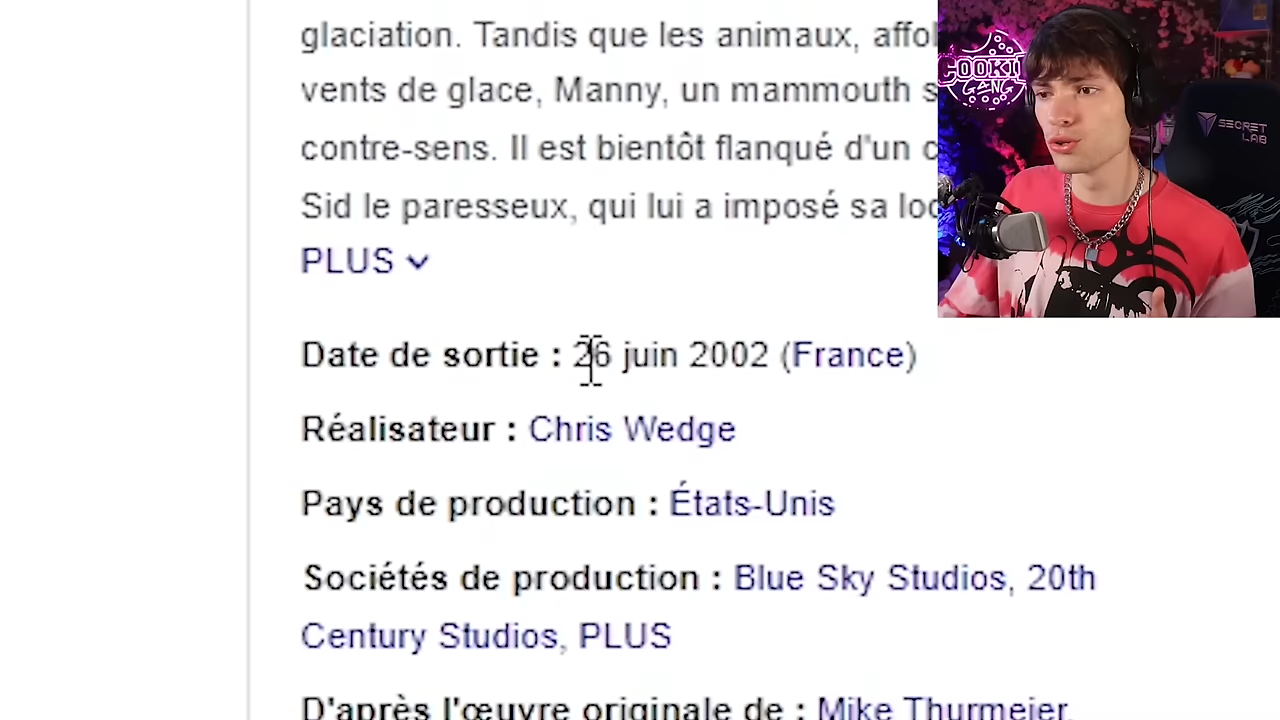 glaciation. Tandis que les animaux,
vents de glace, Manny, un mammouth
contre-sens. Il est bientôt flanqué d'un
Sid le paresseux, qui lui a imposé sa
PLUS
Date de sortie : 26 juin 2002 (France)
Réalisateur : Chris Wedge
Pays de production : États-Unis
Sociétés de production : Blue Sky Studios, 20th
Century Studios, PLUS
D'après l'œuvre originale de : Mike Thurmeier,
COOKIE
GANG
SECRET
LAB